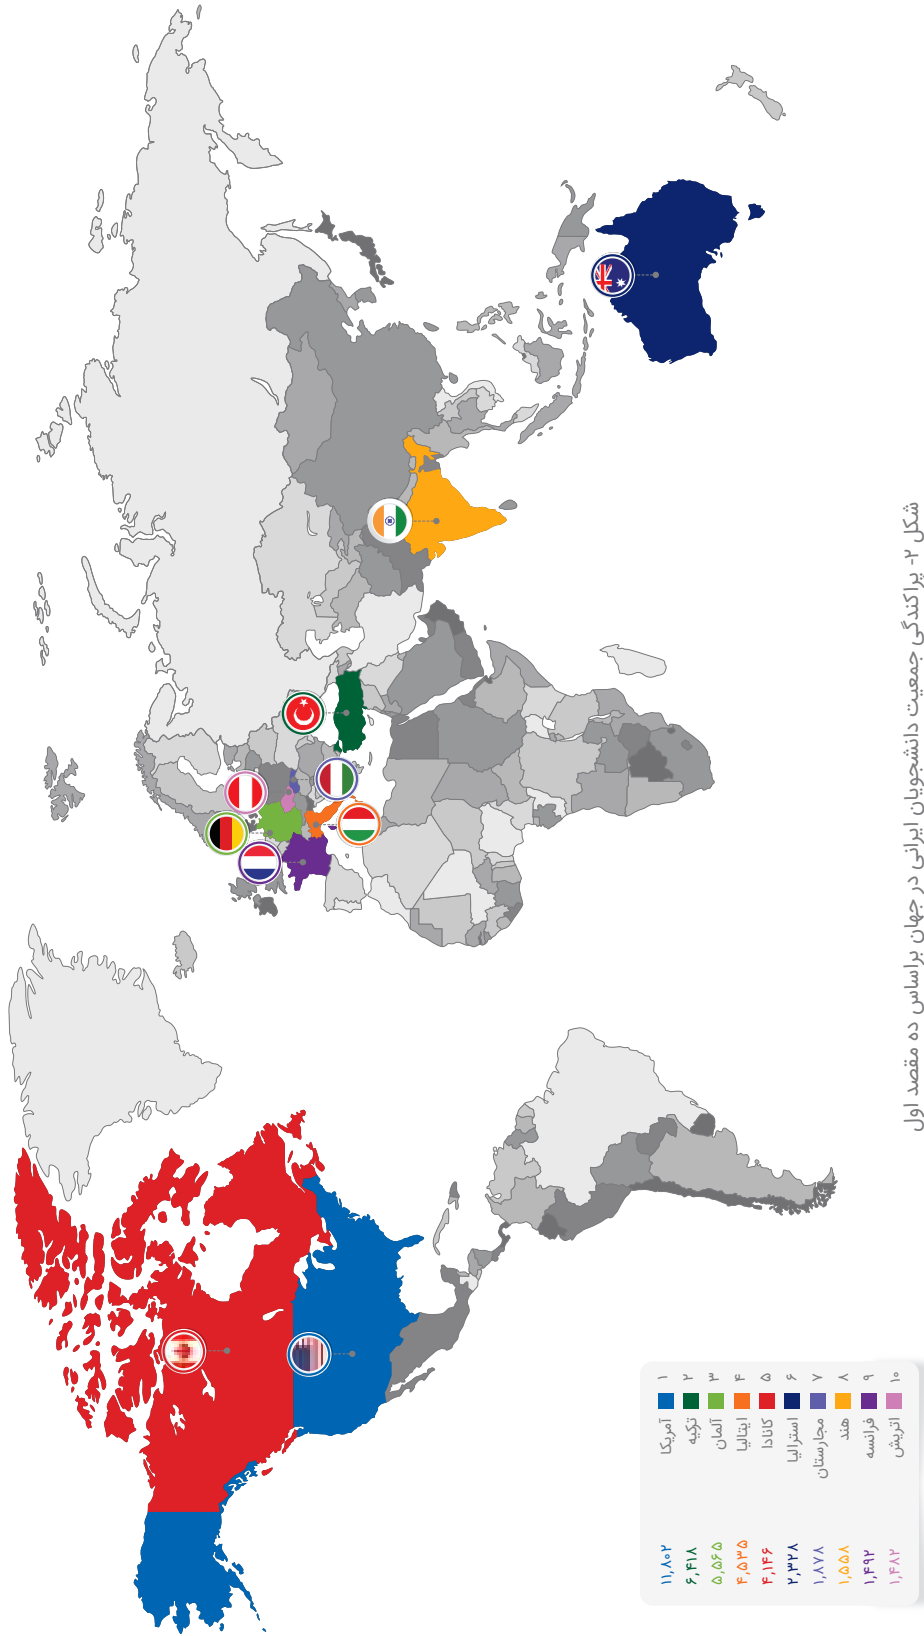 ۱ آمریکا ۱۱,۸۰۲
۲ ترکیه ۶,۴۱۸
۳ آلمان ۵,۵۶۵
۴ ایتالیا ۴,۵۳۵
۵ کانادا ۴,۱۴۶
۶ استرالیا ۲,۳۲۸
۷ مجارستان ۱,۸۷۸
۸ هند ۱,۵۵۸
۹ فرانسه ۱,۴۹۲
۱۰ اتریش ۱,۴۸۲
شکل ۲- پراکندگی جمعیت دانشجویان ایرانی در جهان براساس ده مقصد اول